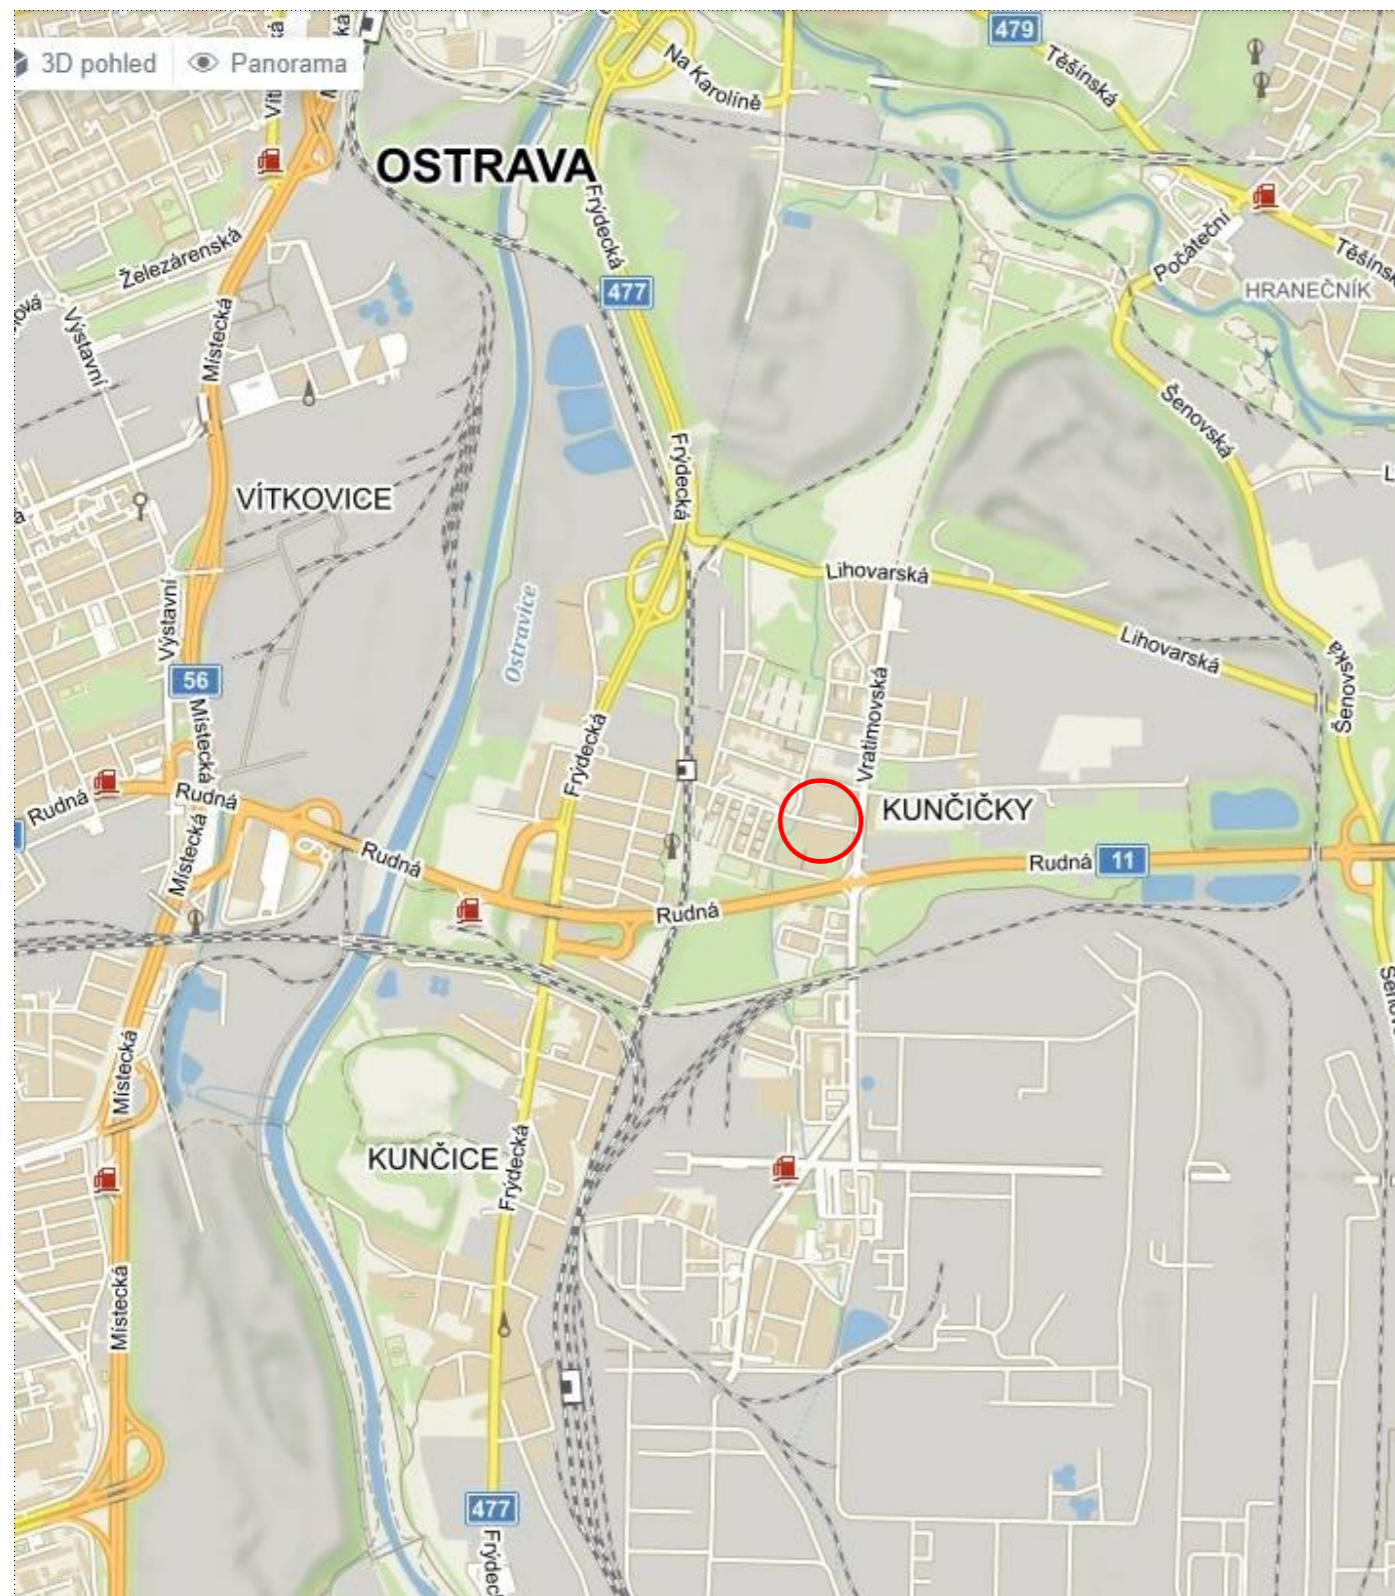 479
Těšínská
3D pohled
Panorama
Na Karolíně
OSTRAVA
Frýdecká
Počáteční
Těšínsk
Železárenská
477
HRANEČNÍK
Výstavní
Místecká
Šenovská
Frýdecká
VÍTKOVICE
Lihovarská
Ostravice
Výstavní
Lihovarská
Šenovská
56
Místecká
Vratimovská
Frýdecká
Rudná
Rudná
KUNČIČKY
Místecká
Rudná
Rudná
11
Rudná
Místecká
KUNČICE
Frýdecká
Místecká
477
Frýdec